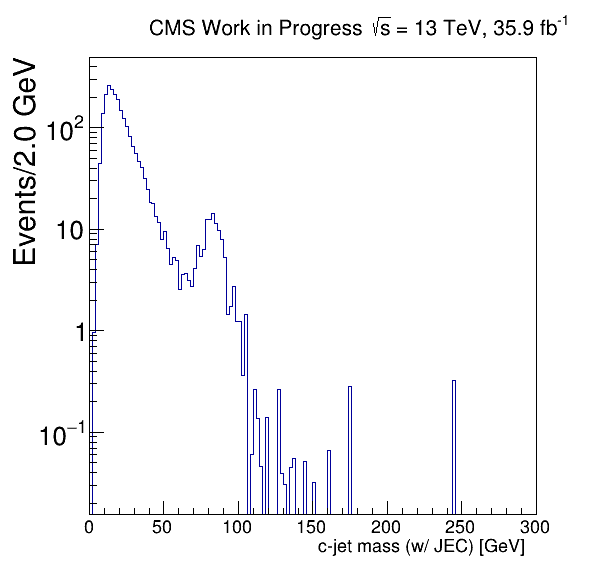 CMS Work in Progress √s = 13 TeV, 35.9 fb⁻¹
Events/2.0 GeV
10²
10
1
10⁻¹
0 50 100 150 200 250 300
c-jet mass (w/ JEC) [GeV]